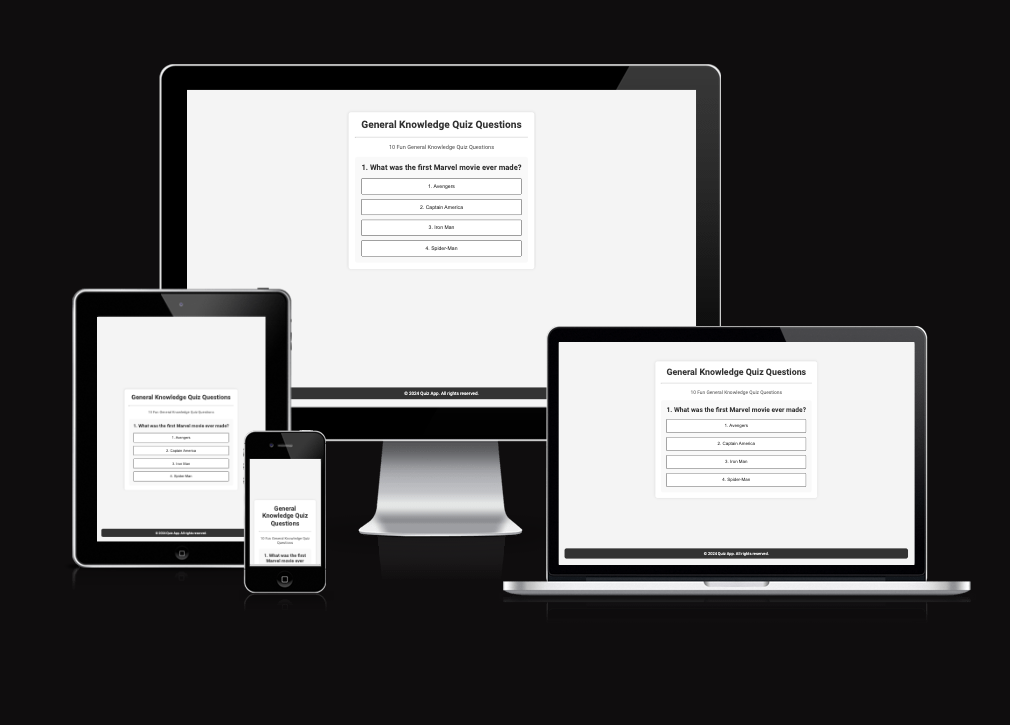 General Knowledge Quiz Questions
10 Fun General Knowledge Quiz Questions
1. What was the first Marvel movie ever made?
1. Avengers
2. Captain America
3. Iron Man
4. Spider-Man
© 2024 Quiz App. All rights reserved.
General Knowledge Quiz Questions
10 Fun General Knowledge Quiz Questions
1. What was the first Marvel movie ever made?
1. Avengers
2. Captain America
3. Iron Man
4. Spider-Man
© 2024 Quiz App. All rights reserved.
General
Knowledge Quiz
Questions
10 Fun General Knowledge Quiz
Questions
1. What was the first
Marvel movie ever
General Knowledge Quiz Questions
10 Fun General Knowledge Quiz Questions
1. What was the first Marvel movie ever made?
1. Avengers
2. Captain America
3. Iron Man
4. Spider-Man
© 2024 Quiz App. All rights reserved.